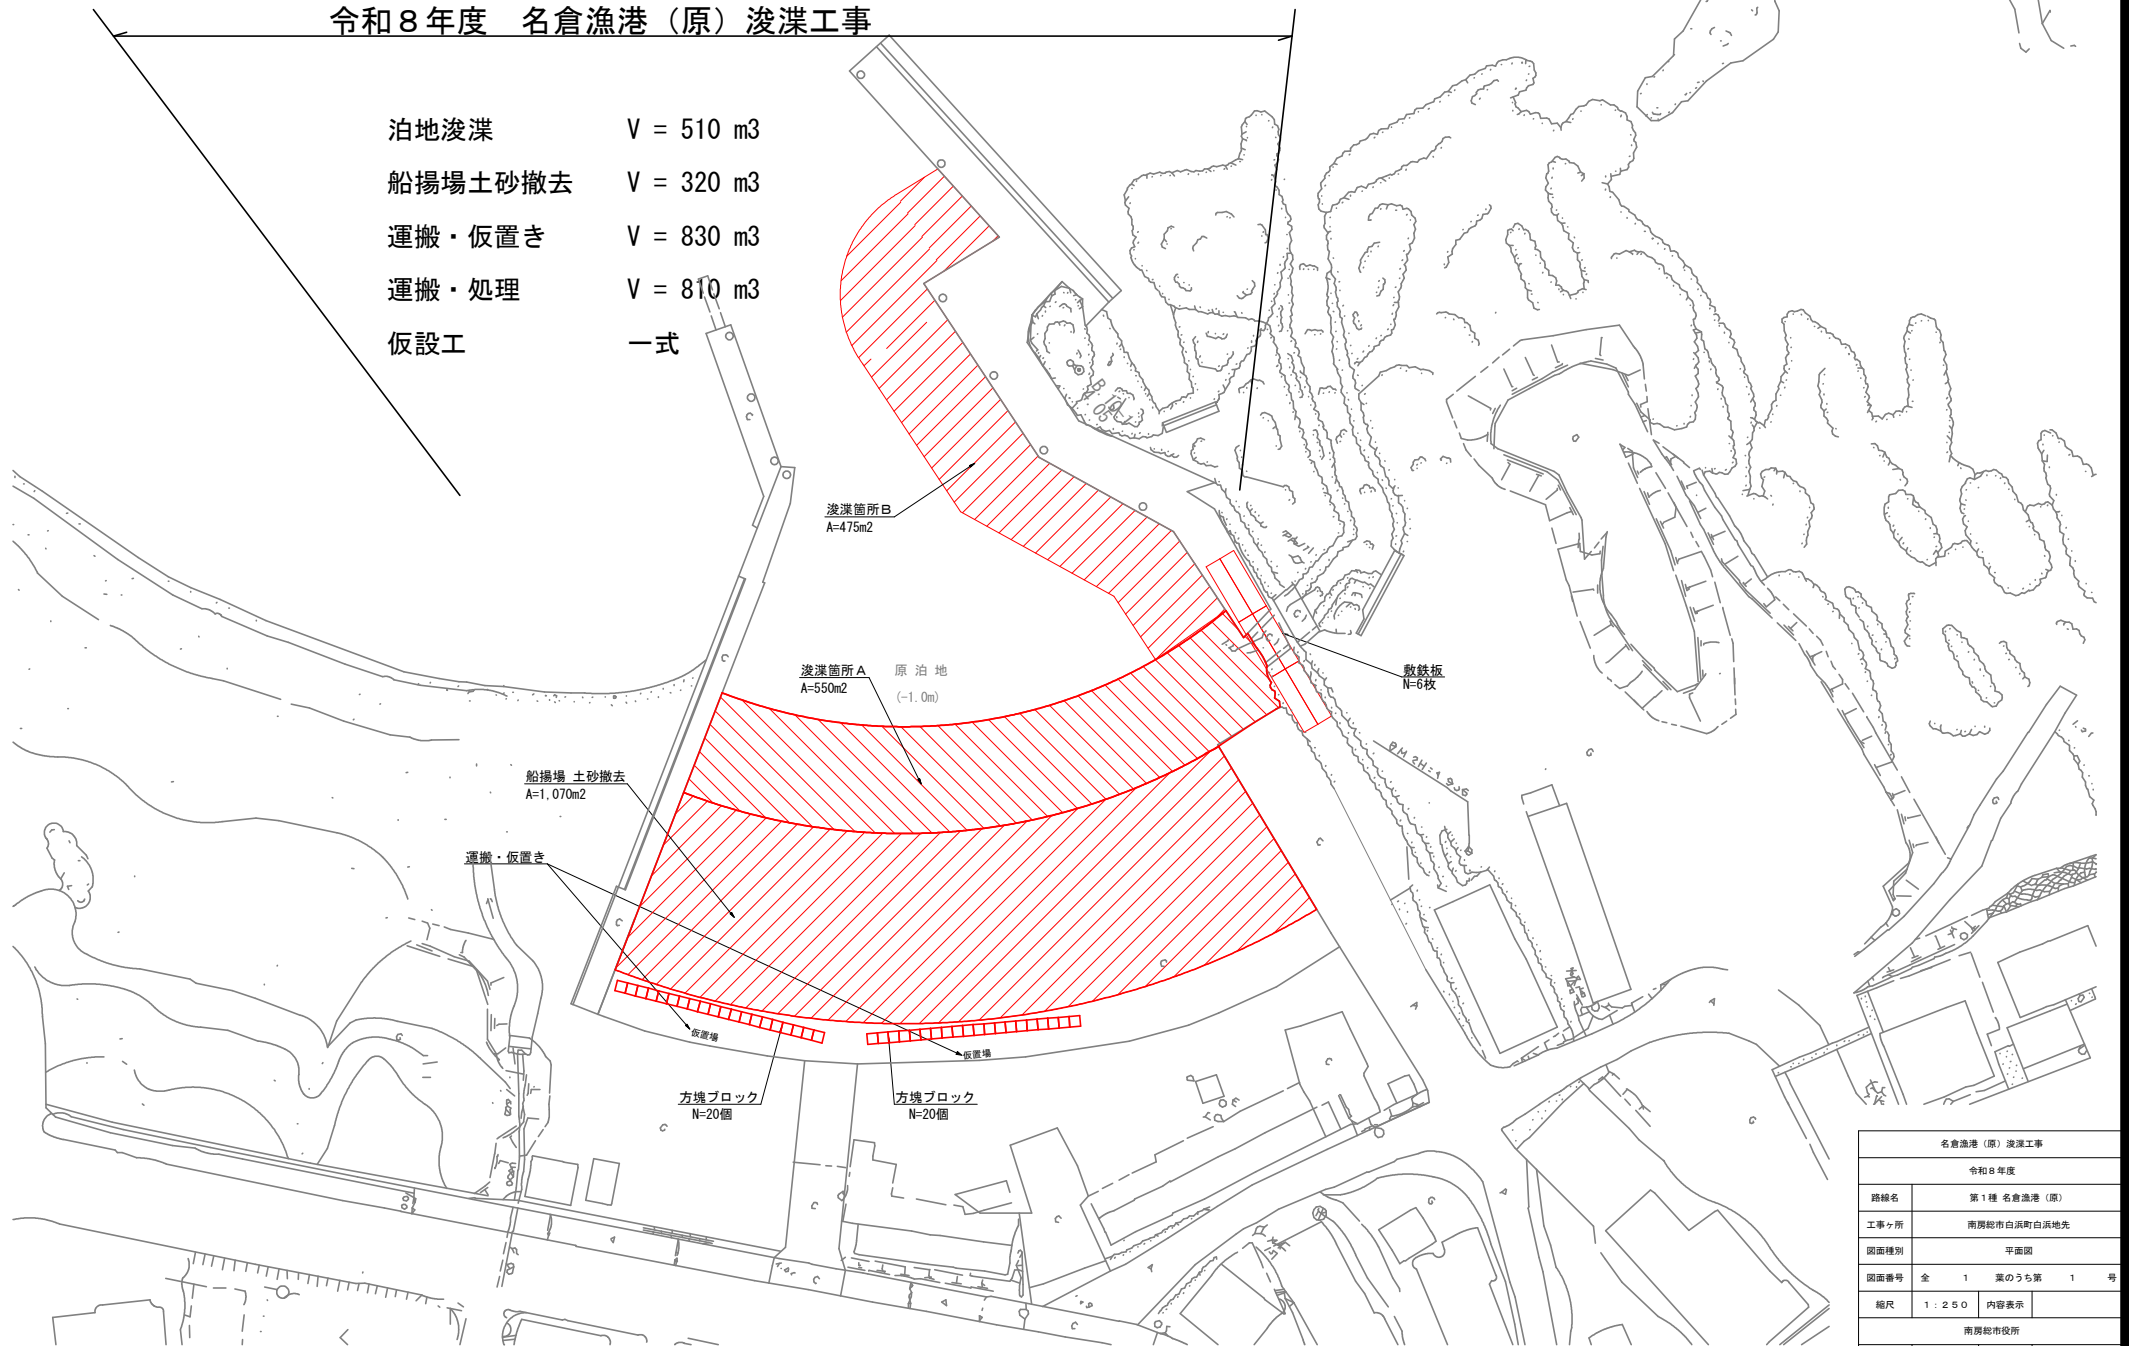 令和８年度　名倉漁港（原）浚渫工事
泊地浚渫　V = 510 m3
船揚場土砂撤去　V = 320 m3
運搬・仮置き　V = 830 m3
運搬・処理　V = 810 m3
仮設工　一式
浚渫箇所B
A=475m2
浚渫箇所A
A=550m2
原 泊 地
(-1.0m)
敷鉄板
N=6枚
船揚場 土砂撤去
A=1,070m2
運搬・仮置き
仮置場
仮置場
方塊ブロック
N=20個
方塊ブロック
N=20個
名倉漁港（原）浚渫工事
令和８年度
路線名　第１種 名倉漁港（原）
工事ヶ所　南房総市白浜町白浜地先
図面種別　平面図
図面番号　全　1　葉のうち第　1　号
縮尺　1：250　内容表示
南房総市役所